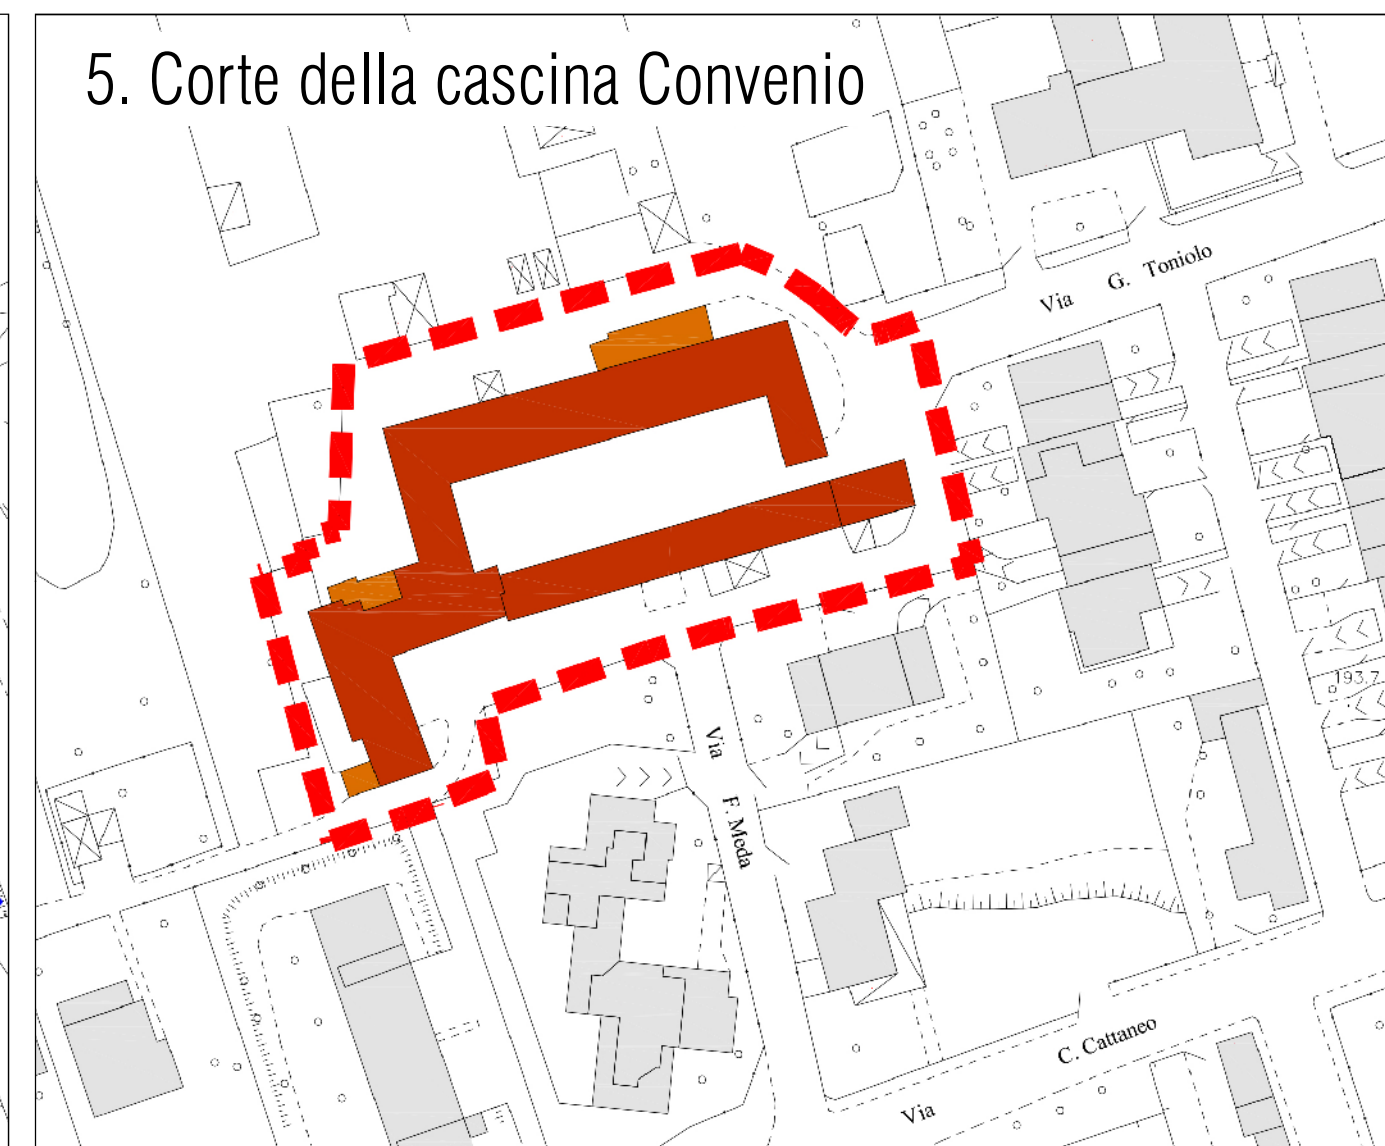 5. Corte della cascina Convenio
Via G. Toniolo
193.7
Via F. Meda
Via C. Cattaneo